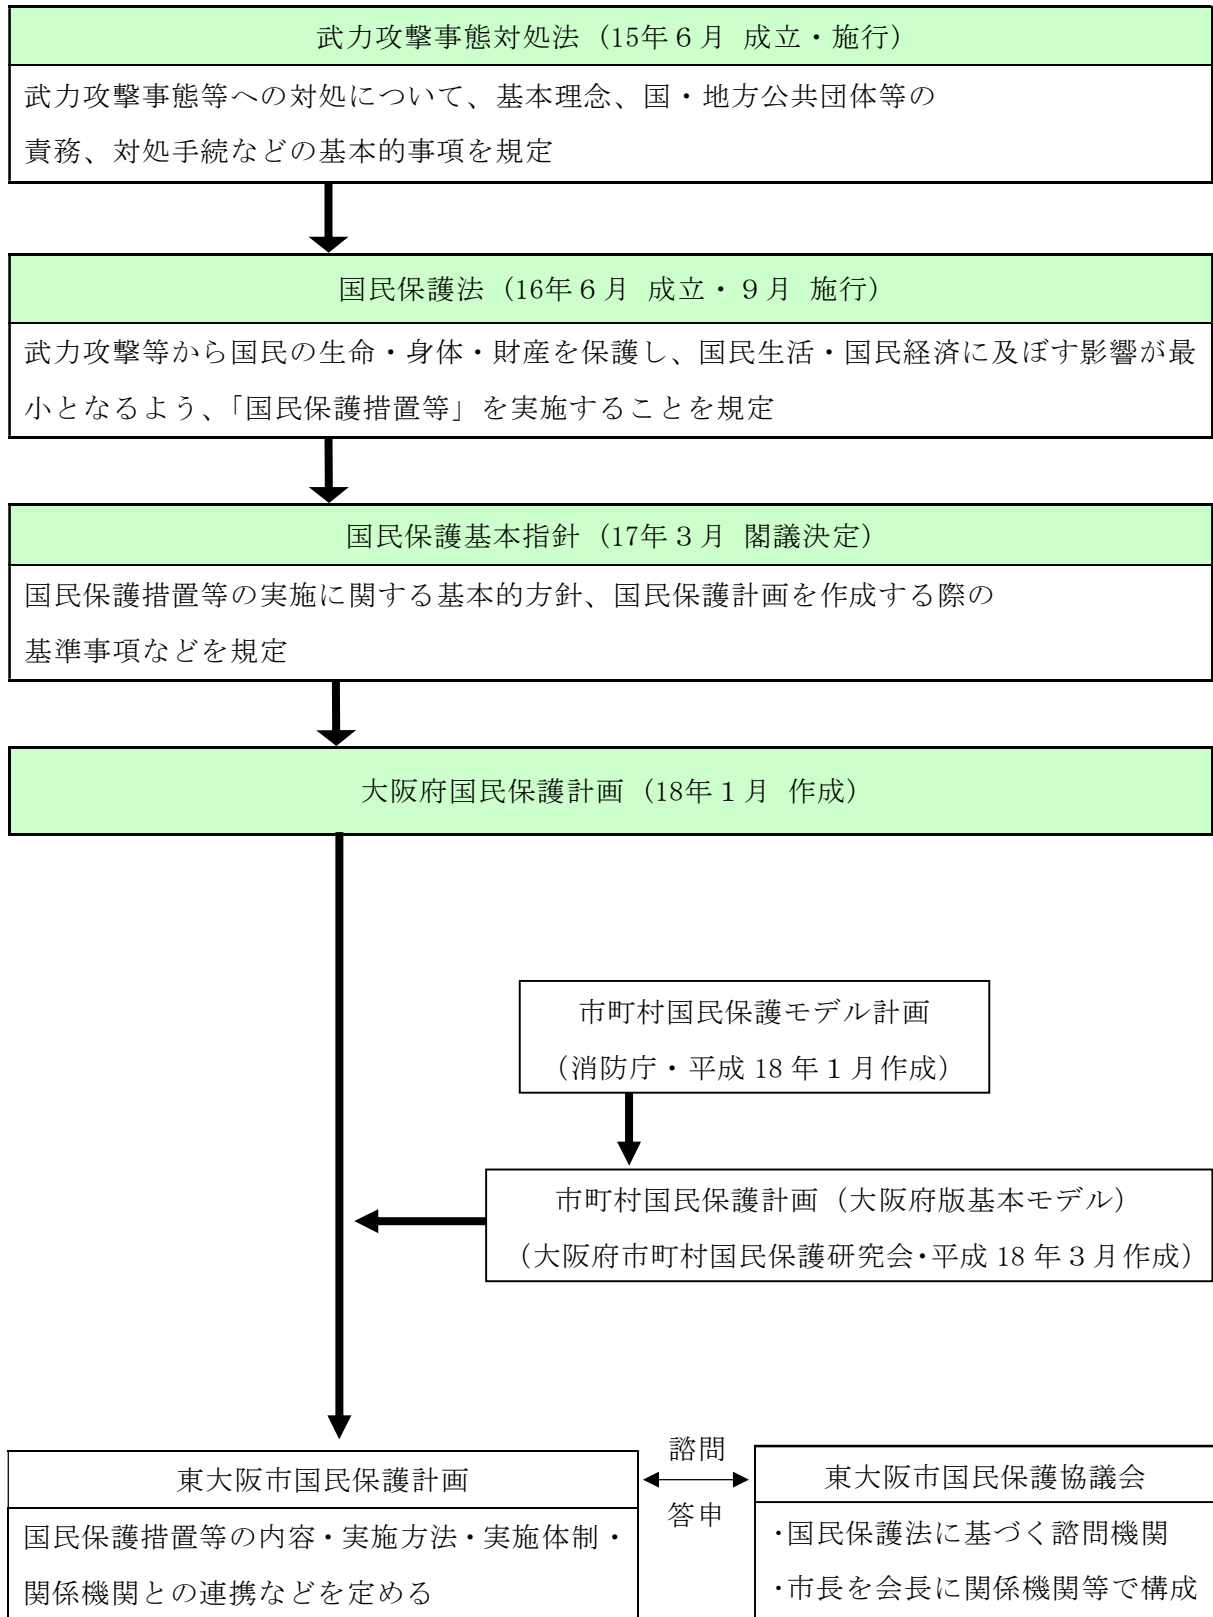 武力攻撃事態対処法（15年６月 成立・施行）
武力攻撃事態等への対処について、基本理念、国・地方公共団体等の
責務、対処手続などの基本的事項を規定
国民保護法（16年６月 成立・９月 施行）
武力攻撃等から国民の生命・身体・財産を保護し、国民生活・国民経済に及ぼす影響が最
小となるよう、「国民保護措置等」を実施することを規定
国民保護基本指針（17年３月 閣議決定）
国民保護措置等の実施に関する基本的方針、国民保護計画を作成する際の
基準事項などを規定
大阪府国民保護計画（18年１月 作成）
市町村国民保護モデル計画
（消防庁・平成 18 年１月作成）
市町村国民保護計画（大阪府版基本モデル）
（大阪府市町村国民保護研究会・平成 18 年３月作成）
諮問
答申
東大阪市国民保護計画
国民保護措置等の内容・実施方法・実施体制・
関係機関との連携などを定める
東大阪市国民保護協議会
・国民保護法に基づく諮問機関
・市長を会長に関係機関等で構成